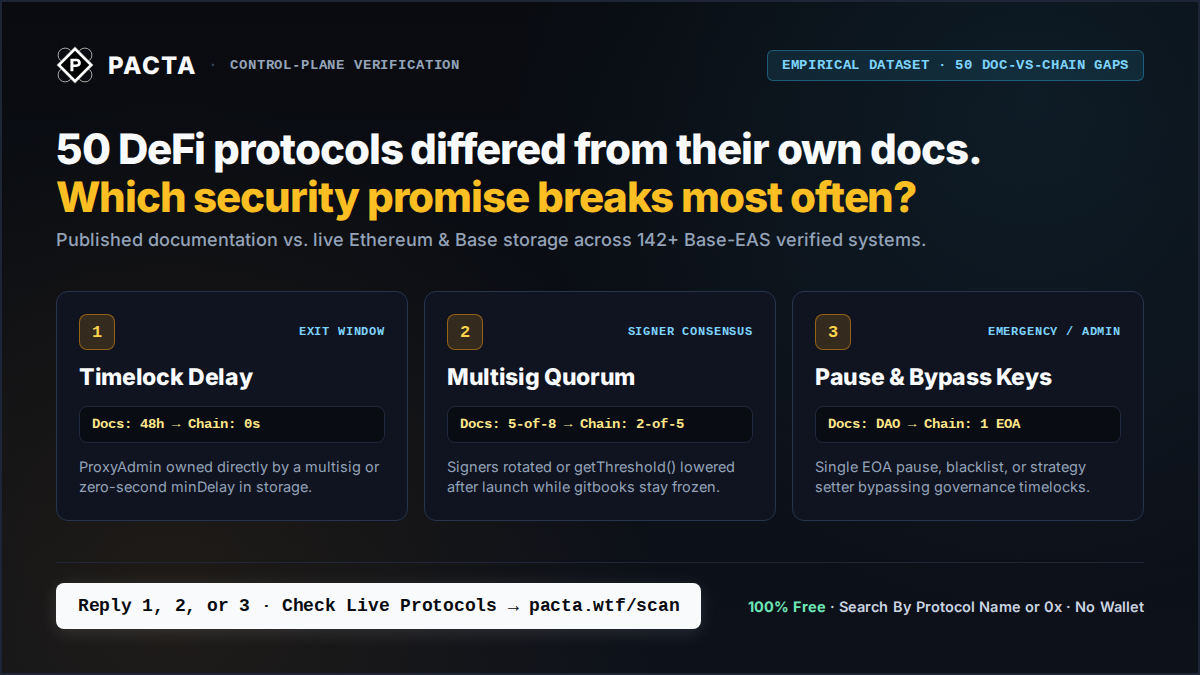 P PACTA · CONTROL-PLANE VERIFICATION
EMPIRICAL DATASET · 50 DOC-VS-CHAIN GAPS
50 DeFi protocols differed from their own docs.
Which security promise breaks most often?
Published documentation vs. live Ethereum & Base storage across 142+ Base-EAS verified systems.
1 EXIT WINDOW
Timelock Delay
Docs: 48h → Chain: 0s
ProxyAdmin owned directly by a multisig or
zero-second minDelay in storage.
2 SIGNER CONSENSUS
Multisig Quorum
Docs: 5-of-8 → Chain: 2-of-5
Signers rotated or getThreshold() lowered
after launch while gitbooks stay frozen.
3 EMERGENCY / ADMIN
Pause & Bypass Keys
Docs: DAO → Chain: 1 EOA
Single EOA pause, blacklist, or strategy
setter bypassing governance timelocks.
Reply 1, 2, or 3 · Check Live Protocols → pacta.wtf/scan
100% Free · Search By Protocol Name or 0x · No Wallet